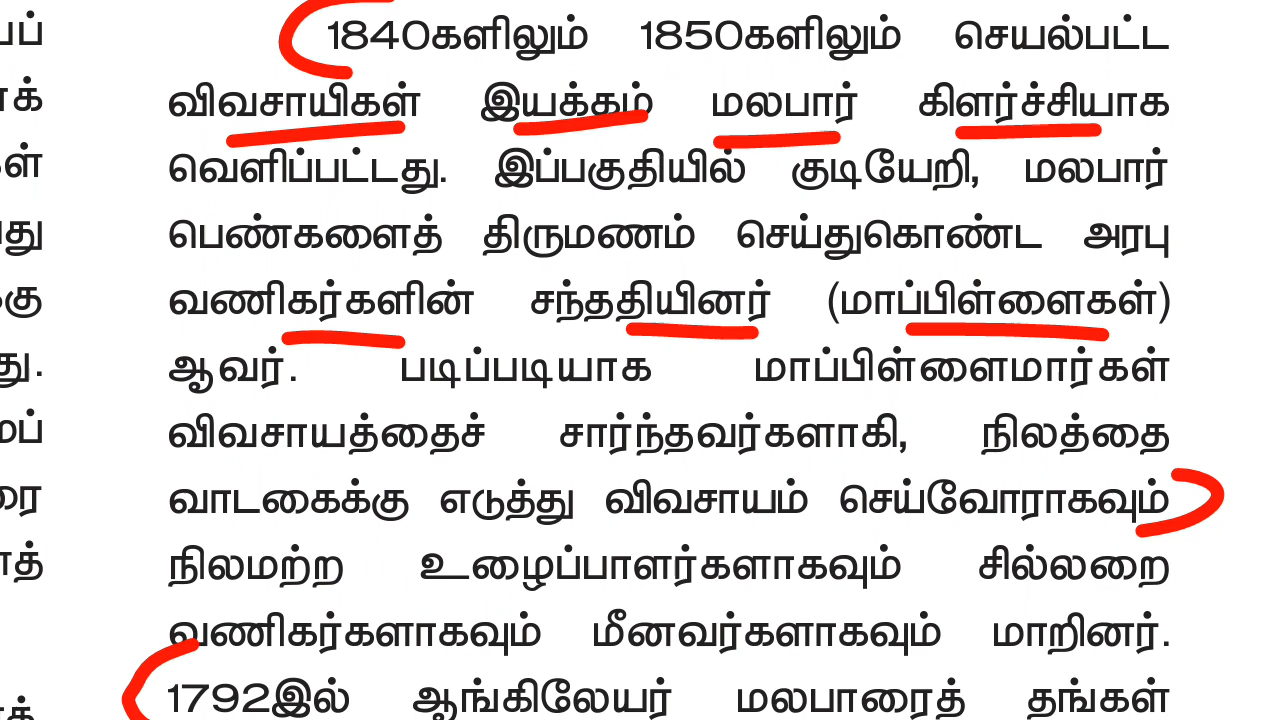 1840களிலும் 1850களிலும் செயல்பட்ட
விவசாயிகள் இயக்கம் மலபார் கிளர்ச்சியாக
வெளிப்பட்டது. இப்பகுதியில் குடியேறி, மலபார்
பெண்களைத் திருமணம் செய்துகொண்ட அரபு
வணிகர்களின் சந்ததியினர் (மாப்பிள்ளைகள்)
ஆவர். படிப்படியாக மாப்பிள்ளைமார்கள்
விவசாயத்தைச் சார்ந்தவர்களாகி, நிலத்தை
வாடகைக்கு எடுத்து விவசாயம் செய்வோராகவும்
நிலமற்ற உழைப்பாளர்களாகவும் சில்லறை
வணிகர்களாகவும் மீனவர்களாகவும் மாறினர்.
1792இல் ஆங்கிலேயர் மலபாரைத் தங்கள்